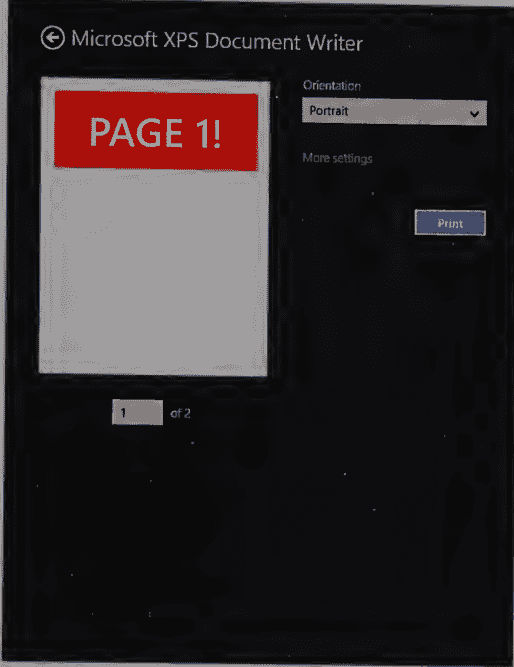 Microsoft XPS Document Writer
PAGE 1!
Orientation
Portrait
More settings
Print
1 of 2